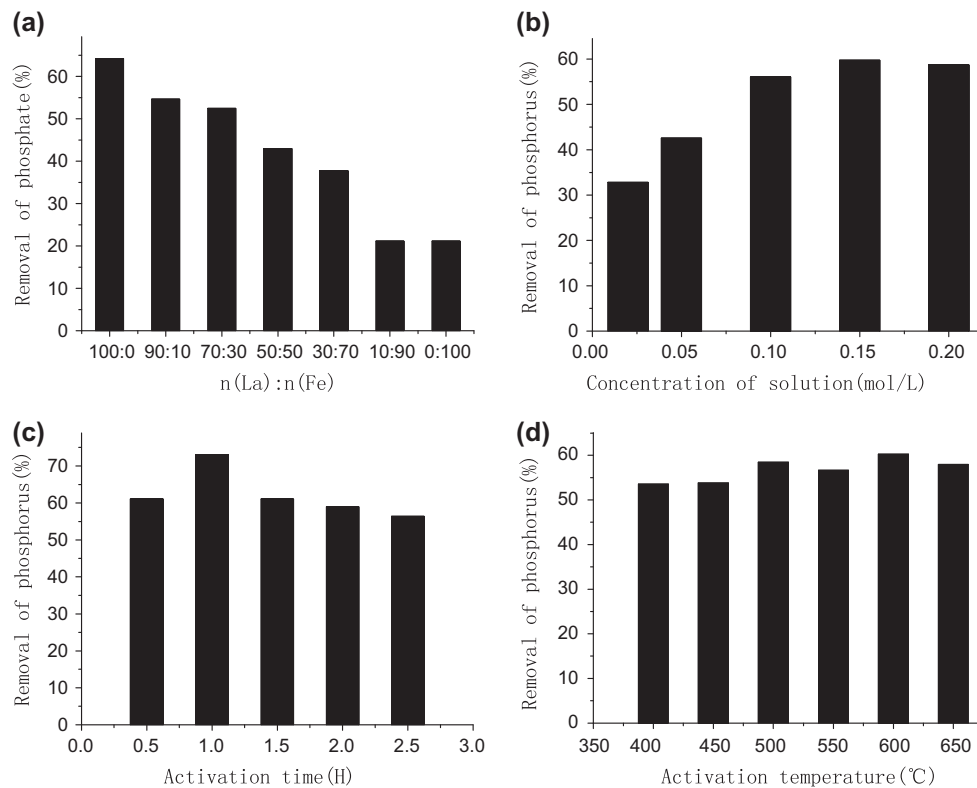 (a)
Removal of phosphate(%)
60
50
40
30
20
10
0
100:0 90:10 70:30 50:50 30:70 10:90 0:100
n(La):n(Fe)
(b)
Removal of phosphorus(%)
60
50
40
30
20
10
0
0.00 0.05 0.10 0.15 0.20
Concentration of solution(mol/L)
(c)
Removal of phosphorus(%)
70
60
50
40
30
20
10
0
0.0 0.5 1.0 1.5 2.0 2.5 3.0
Activation time(H)
(d)
Removal of phosphorus(%)
60
50
40
30
20
10
0
350 400 450 500 550 600 650
Activation temperature(℃)